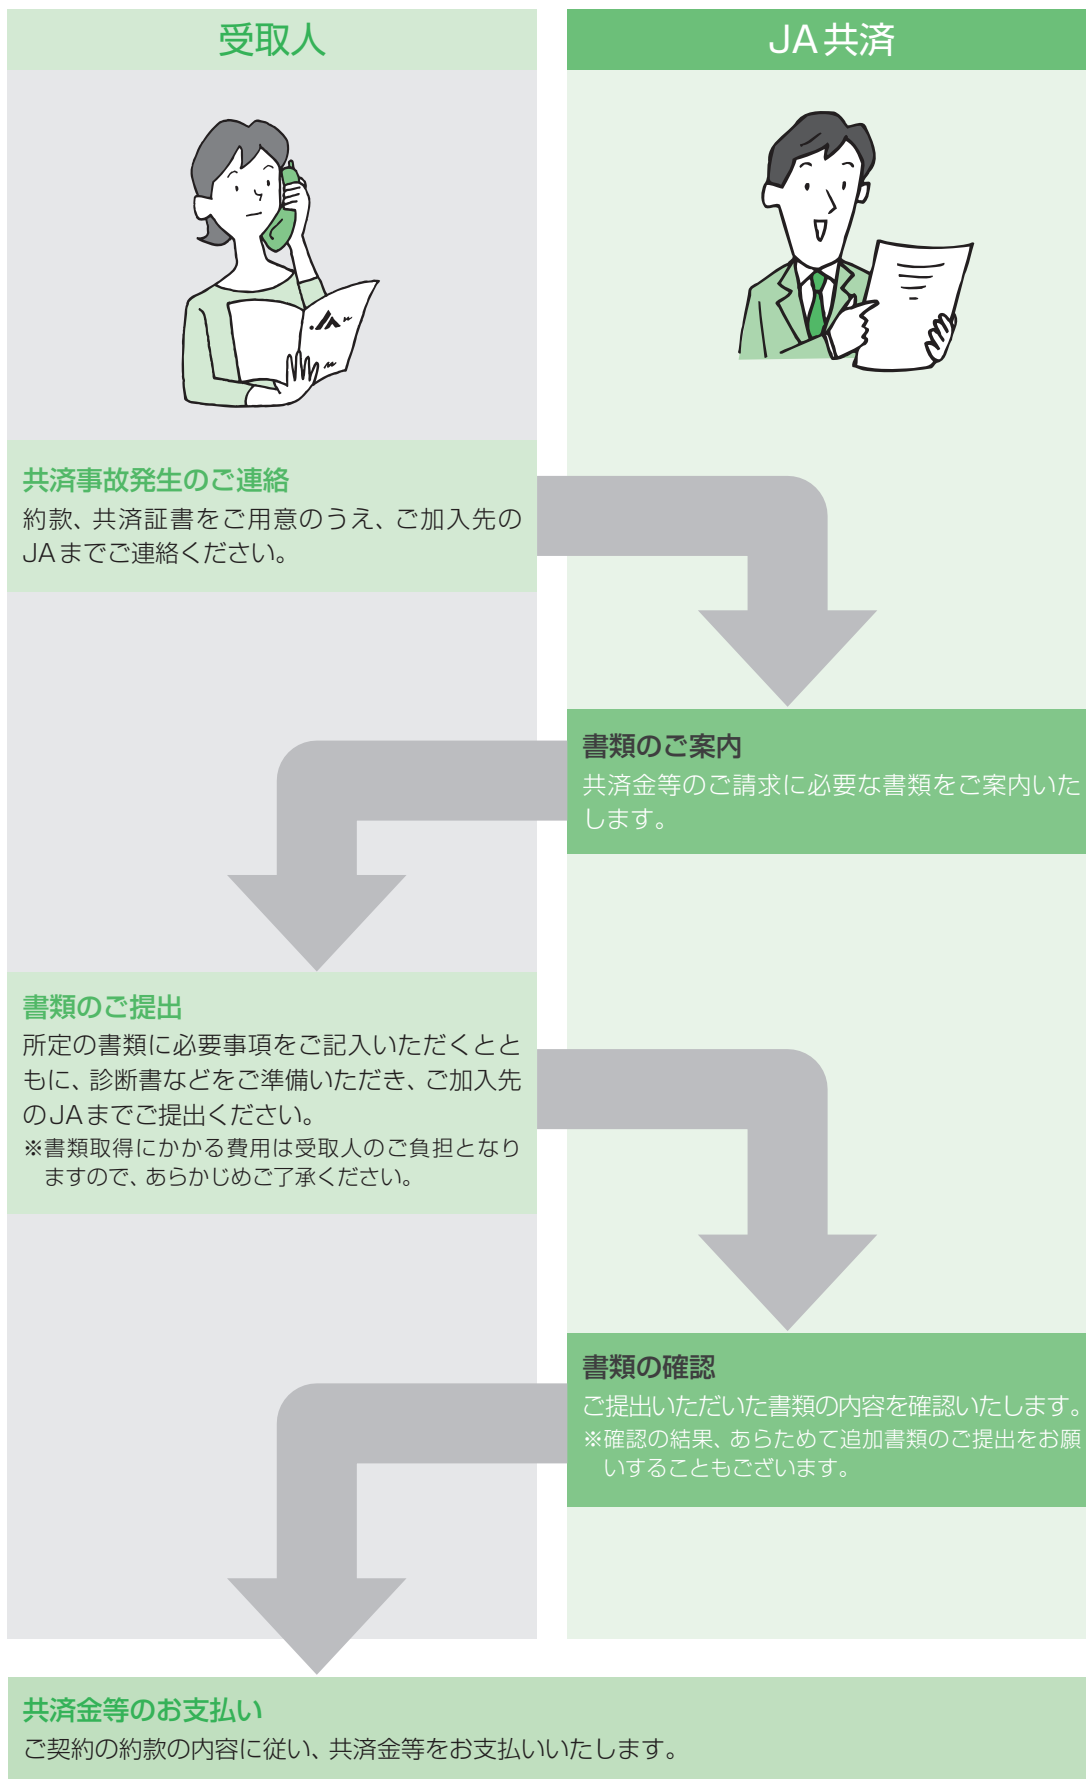 受取人
JA共済
共済事故発生のご連絡
約款、共済証書をご用意のうえ、ご加入先の
JAまでご連絡ください。
書類のご案内
共済金等のご請求に必要な書類をご案内いた
します。
書類のご提出
所定の書類に必要事項をご記入いただくとと
もに、診断書などをご準備いただき、ご加入先
のJAまでご提出ください。
※書類取得にかかる費用は受取人のご負担となり
ますので、あらかじめご了承ください。
書類の確認
ご提出いただいた書類の内容を確認いたします。
※確認の結果、あらためて追加書類のご提出をお願
いすることもございます。
共済金等のお支払い
ご契約の約款の内容に従い、共済金等をお支払いいたします。